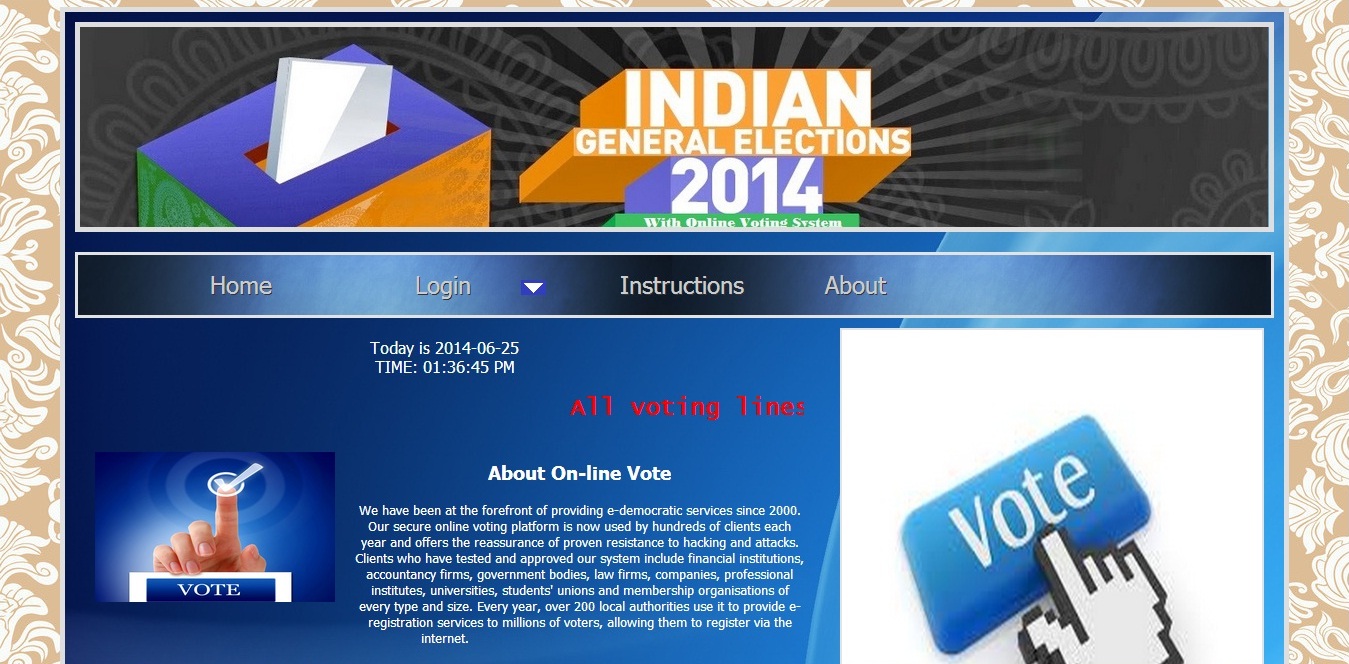 INDIAN
GENERAL ELECTIONS
2014
With Online Voting System
Home Login Instructions About
Today is 2014-06-25
TIME: 01:36:45 PM
All voting lines
About On-line Vote
We have been at the forefront of providing e-democratic services since 2000.
Our secure online voting platform is now used by hundreds of clients each
year and offers the reassurance of proven resistance to hacking and attacks.
Clients who have tested and approved our system include financial institutions,
accountancy firms, government bodies, law firms, companies, professional
institutes, universities, students' unions and membership organisations of
every type and size. Every year, over 200 local authorities use it to provide e-
registration services to millions of voters, allowing them to register via the
internet.
VOTE
Vote